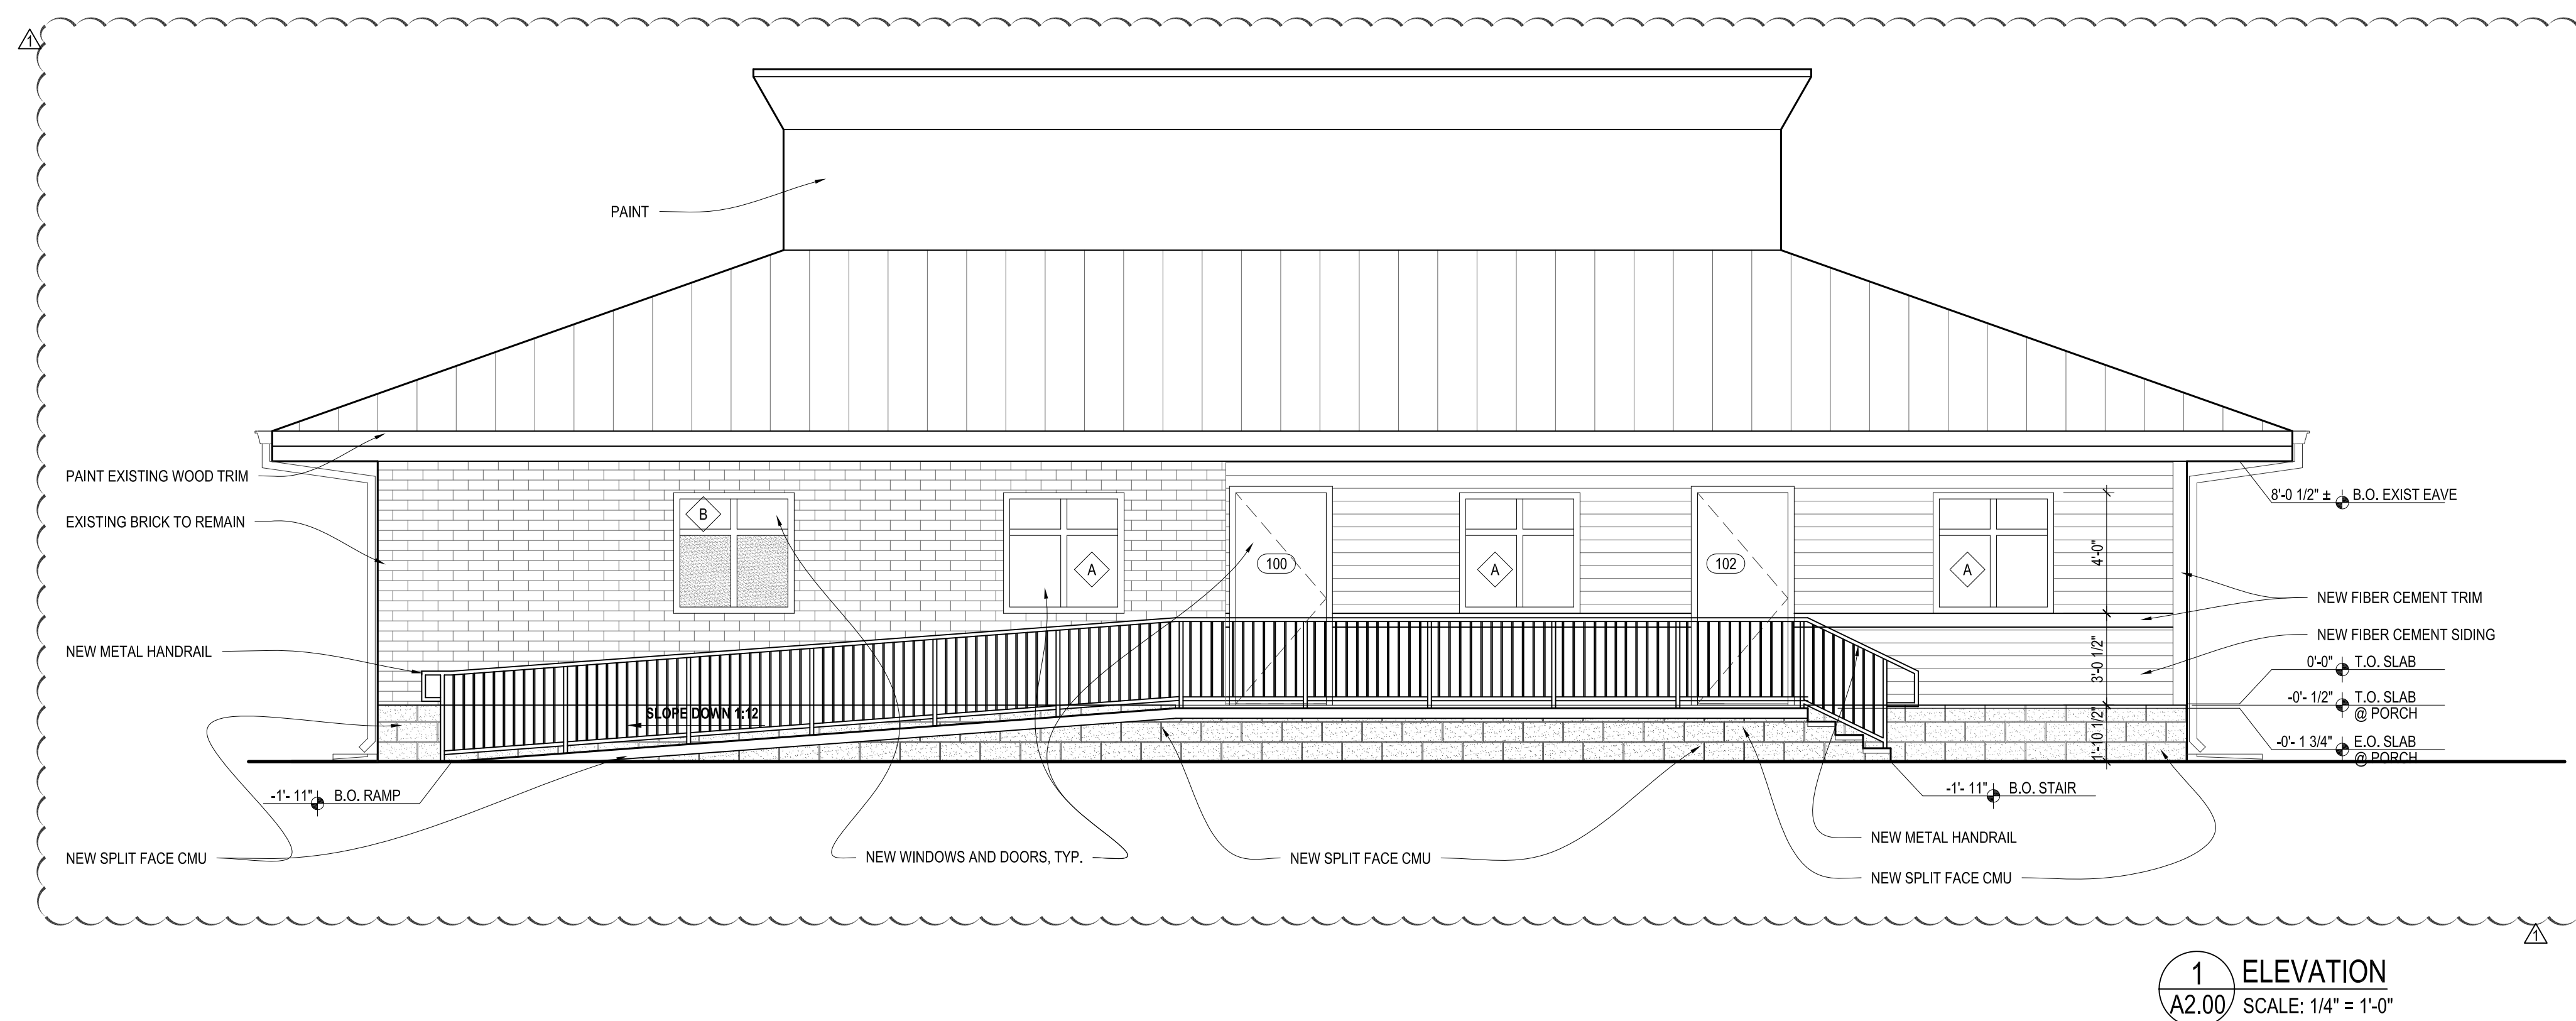 1
PAINT
PAINT EXISTING WOOD TRIM
EXISTING BRICK TO REMAIN
NEW METAL HANDRAIL
B
A
100
A
102
A
SLOPE DOWN 1:12
4'-0"
3'-0 1/2"
1'-10 1/2"
8'-0 1/2" ± B.O. EXIST EAVE
NEW FIBER CEMENT TRIM
NEW FIBER CEMENT SIDING
0'-0" T.O. SLAB
-0'- 1/2" T.O. SLAB
@ PORCH
-0'- 1 3/4" E.O. SLAB
@ PORCH
-1'- 11" B.O. RAMP
-1'- 11" B.O. STAIR
NEW SPLIT FACE CMU
NEW WINDOWS AND DOORS, TYP.
NEW SPLIT FACE CMU
NEW METAL HANDRAIL
NEW SPLIT FACE CMU
1
1 ELEVATION
A2.00 SCALE: 1/4" = 1'-0"